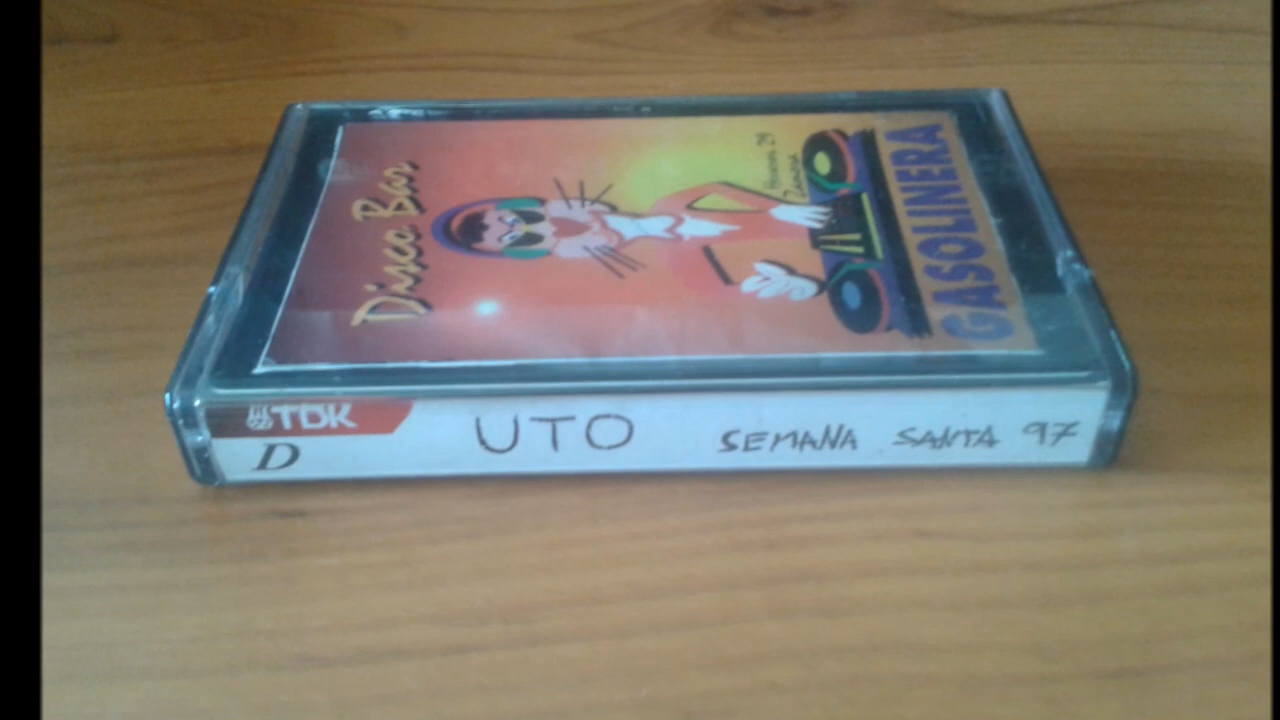 Disco Bar
GASOLINERA
TDK
D
UTO
SEMANA SANTA 97